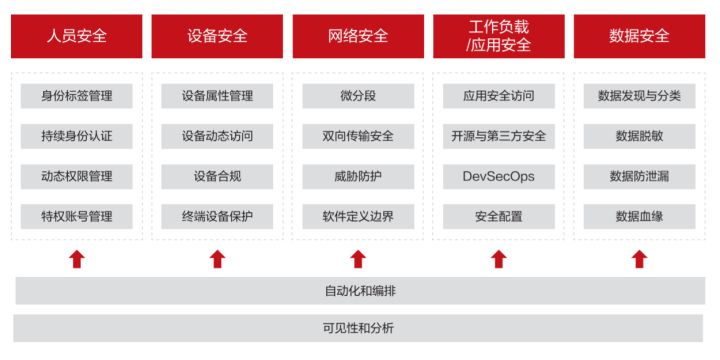 人员安全
设备安全
网络安全
工作负载
/应用安全
数据安全
身份标签管理
设备属性管理
微分段
应用安全访问
数据发现与分类
持续身份认证
设备动态访问
双向传输安全
开源与第三方安全
数据脱敏
动态权限管理
设备合规
威胁防护
DevSecOps
数据防泄漏
特权账号管理
终端设备保护
软件定义边界
安全配置
数据血缘
自动化和编排
可见性和分析